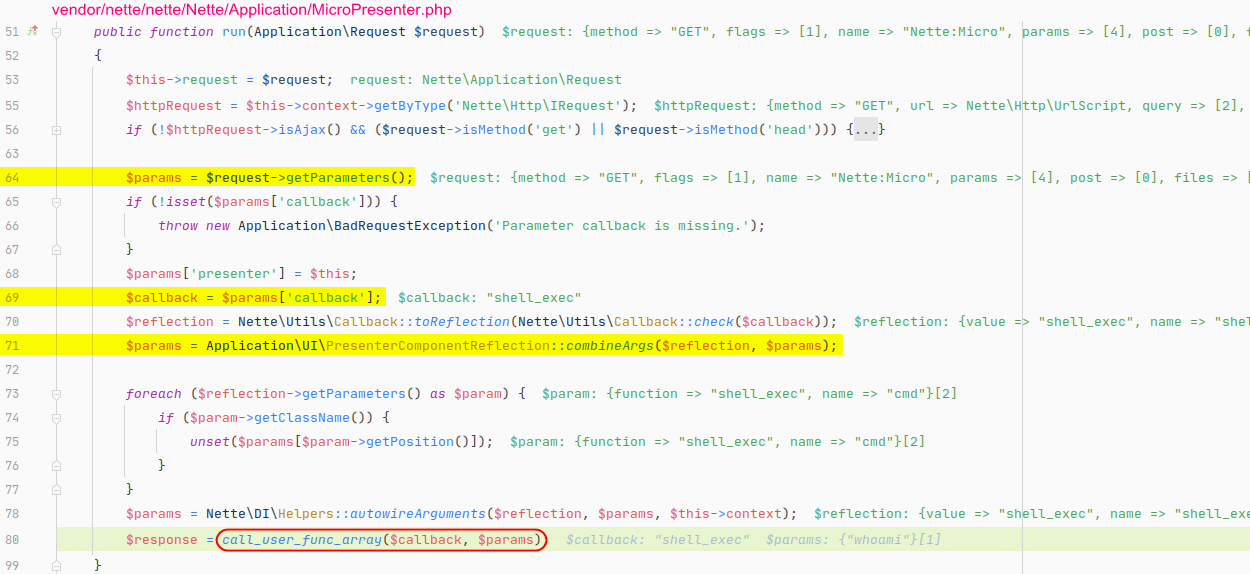 vendor/nette/nette/Nette/Application/MicroPresenter.php
51 public function run(Application\Request $request) $request: {method => "GET", flags => [1], name => "Nette:Micro", params => [4], post => [0], f
52 {
53 $this->request = $request; request: Nette\Application\Request
55 $httpRequest = $this->context->getByType('Nette\Http\IRequest'); $httpRequest: {method => "GET", url => Nette\Http\UrlScript, query => [2],
56 if (!$httpRequest->isAjax() && ($request->isMethod('get') || $request->isMethod('head'))) {...}
63
64 $params = $request->getParameters(); $request: {method => "GET", flags => [1], name => "Nette:Micro", params => [4], post => [0], files => [
65 if (!isset($params['callback'])) {
66 throw new Application\BadRequestException('Parameter callback is missing.');
67 }
68 $params['presenter'] = $this;
69 $callback = $params['callback']; $callback: "shell_exec"
70 $reflection = Nette\Utils\Callback::toReflection(Nette\Utils\Callback::check($callback)); $reflection: {value => "shell_exec", name => "shel
71 $params = Application\UI\PresenterComponentReflection::combineArgs($reflection, $params);
72
73 foreach ($reflection->getParameters() as $param) { $param: {function => "shell_exec", name => "cmd"}[2]
74 if ($param->getClassName()) {
75 unset($params[$param->getPosition()]); $param: {function => "shell_exec", name => "cmd"}[2]
76 }
77 }
78 $params = Nette\DI\Helpers::autowireArguments($reflection, $params, $this->context); $reflection: {value => "shell_exec", name => "shell_exe
80 $response = call_user_func_array($callback, $params) $callback: "shell_exec" $params: {"whoami"}[1]
99 }